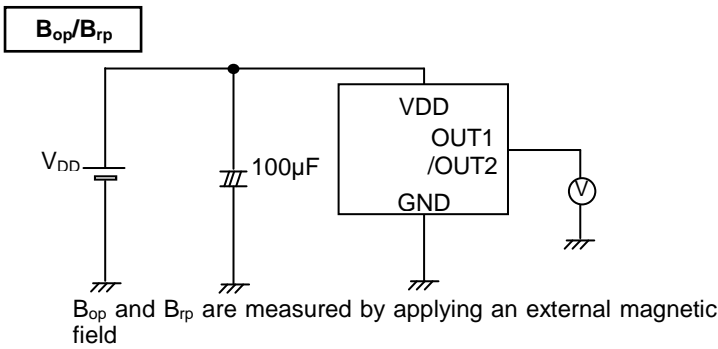 Bop/Brp
VDD
OUT1
VDD
100μF
/OUT2
V
GND
Bop and Brp are measured by applying an external magnetic
field